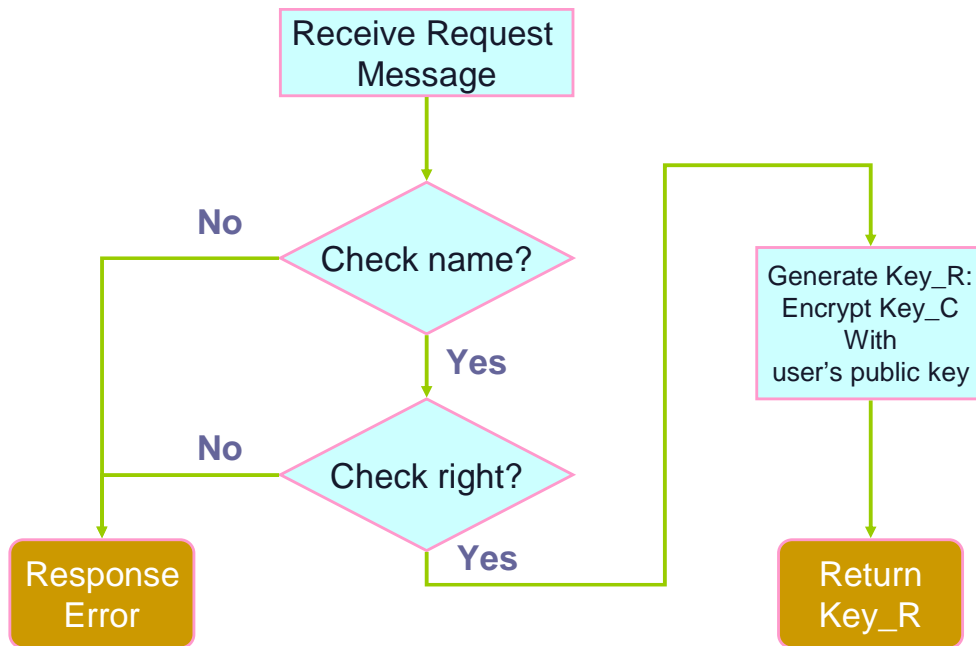 Receive Request
Message
No
Check name?
Yes
No
Check right?
Yes
Generate Key_R:
Encrypt Key_C
With
user’s public key
Response
Error
Return
Key_R